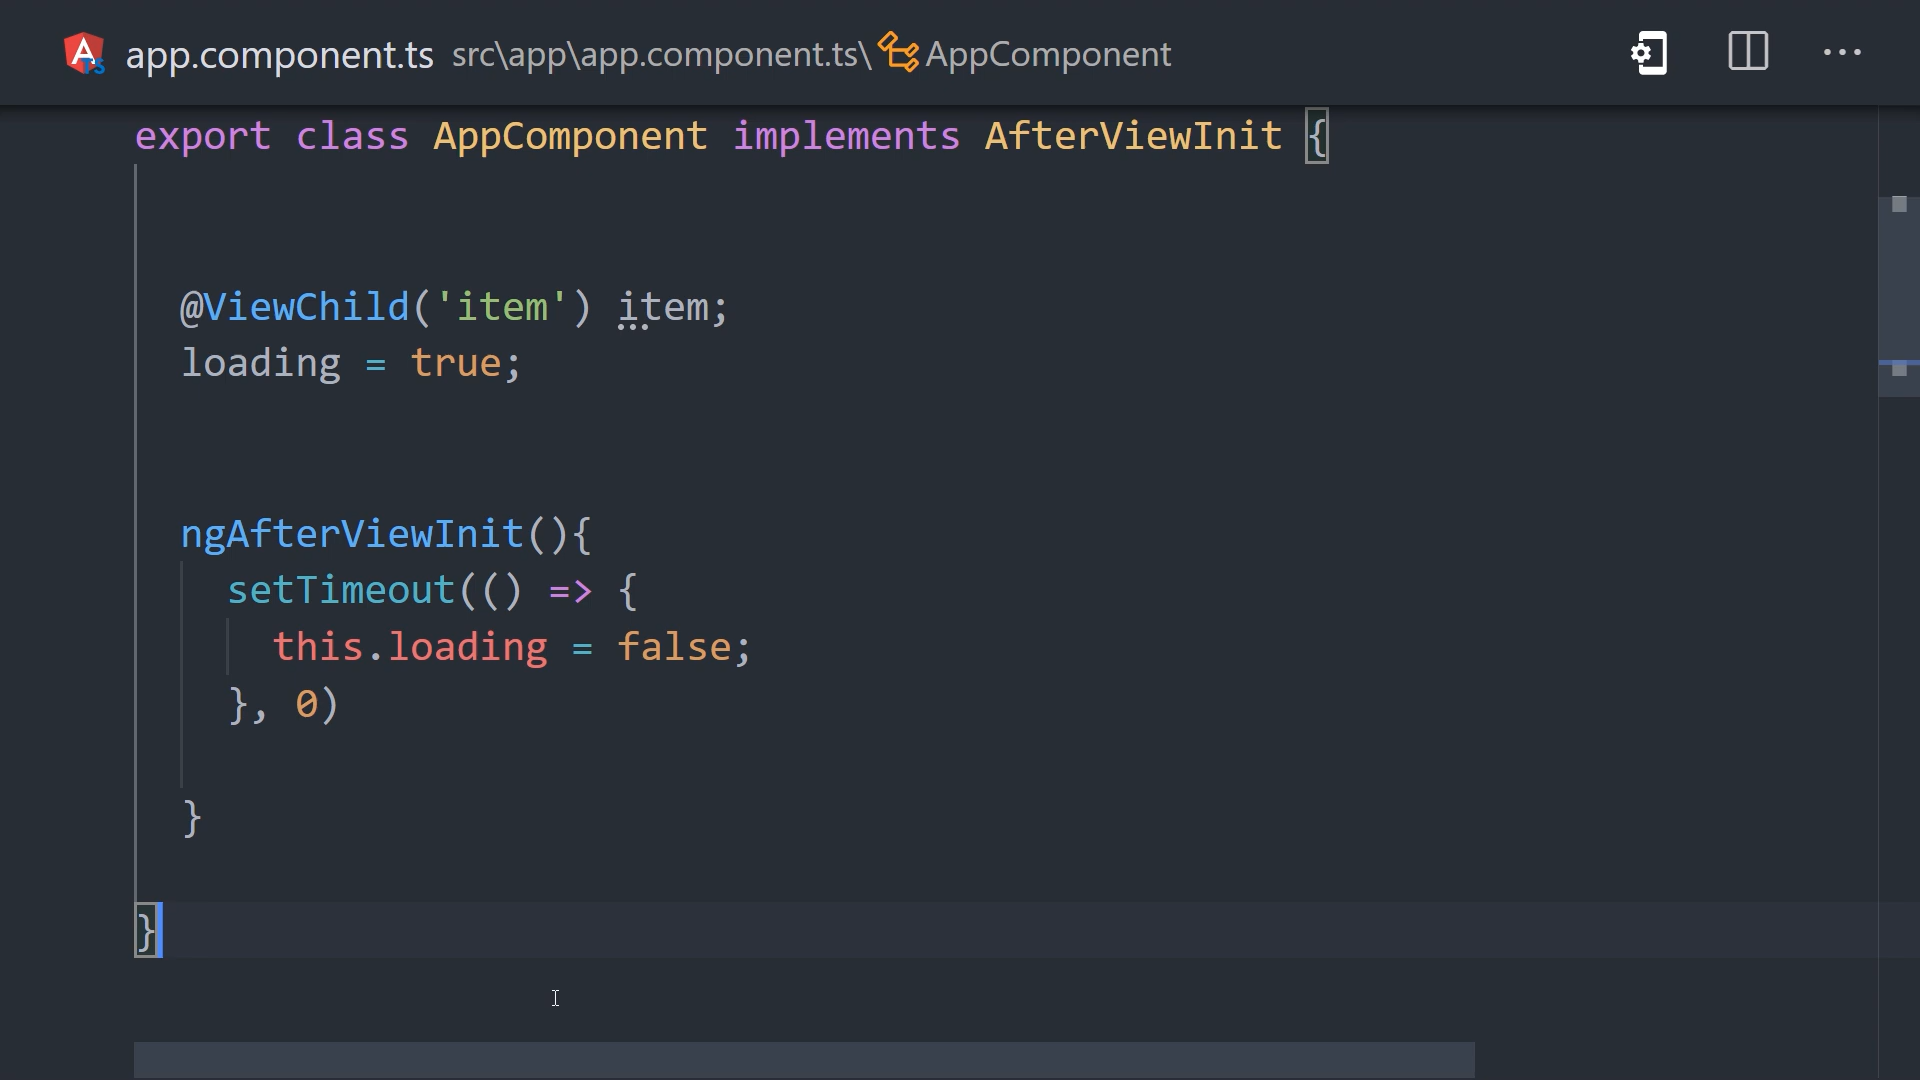 app.component.ts src\app\app.component.ts\ AppComponent
export class AppComponent implements AfterViewInit {
@ViewChild('item') item;
loading = true;
ngAfterViewInit(){
setTimeout(() => {
this.loading = false;
}, 0)
}
}